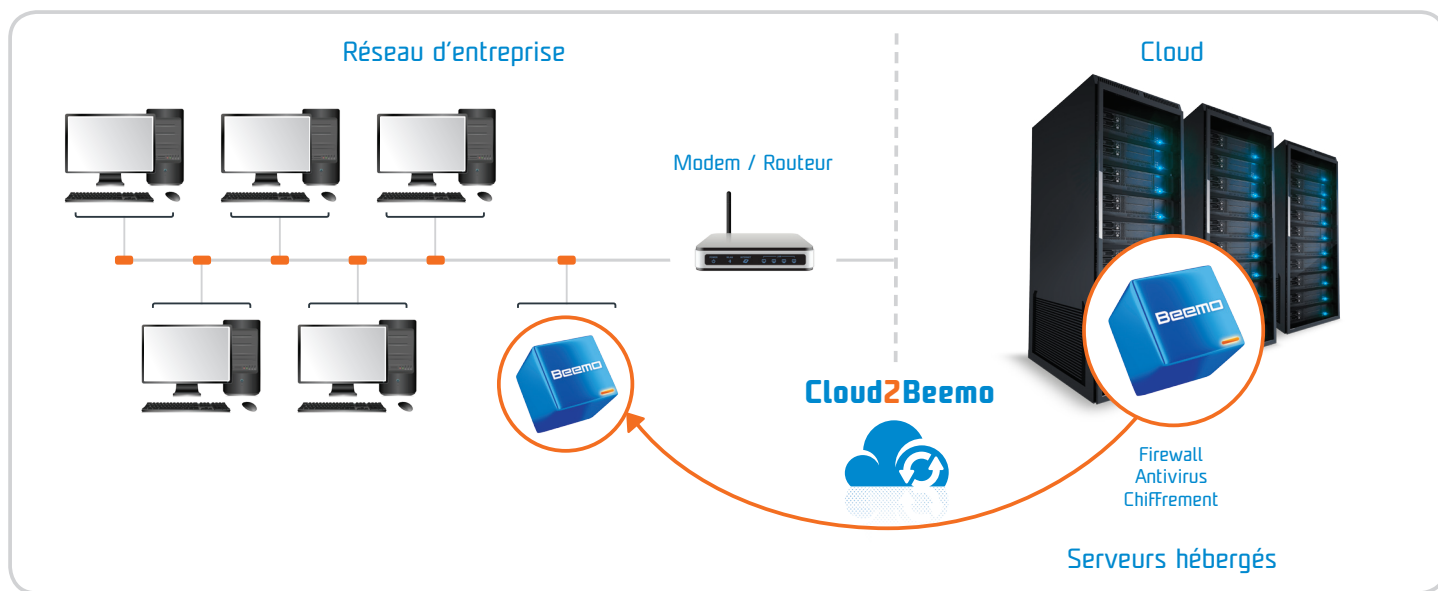 Réseau d'entreprise
Cloud
Modem / Routeur
Beemo
Beemo
Cloud2Beemo
Firewall
Antivirus
Chiffrement
Serveurs hébergés